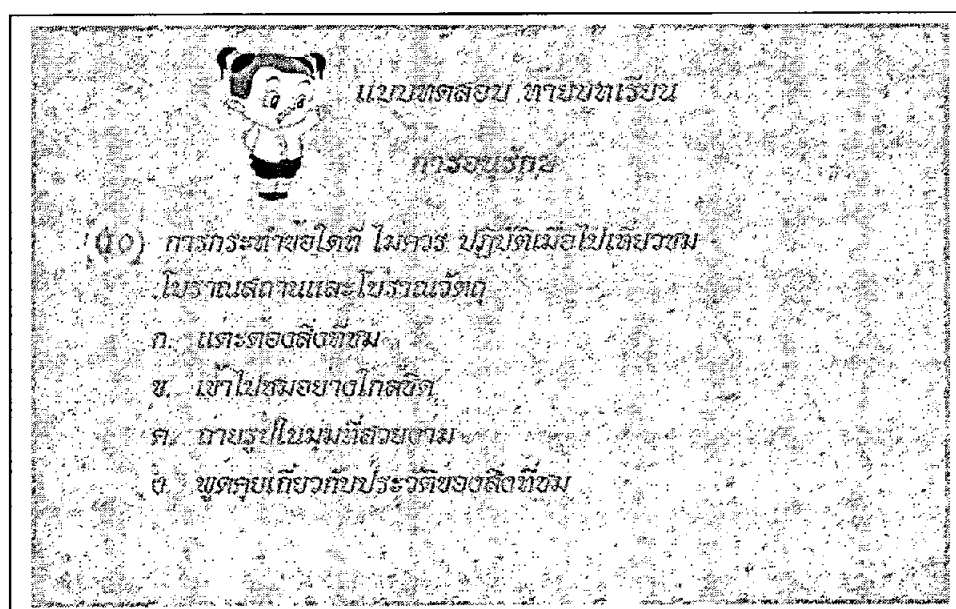 แบบทดสอบ ท้ายบทเรียน
การอนุรักษ์
(10) การกระทำข้อใดที่ ไม่ควร ปฏิบัติเมื่อไปเที่ยวชม
โบราณสถานและโบราณวัตถุ
ก. แตะต้องสิ่งที่ชม
ข. เข้าไปชมอย่างใกล้ชิด
ค. ถ่ายรูปในมุมที่สวยงาม
ง. พูดคุยเกี่ยวกับประวัติของสิ่งที่ชม